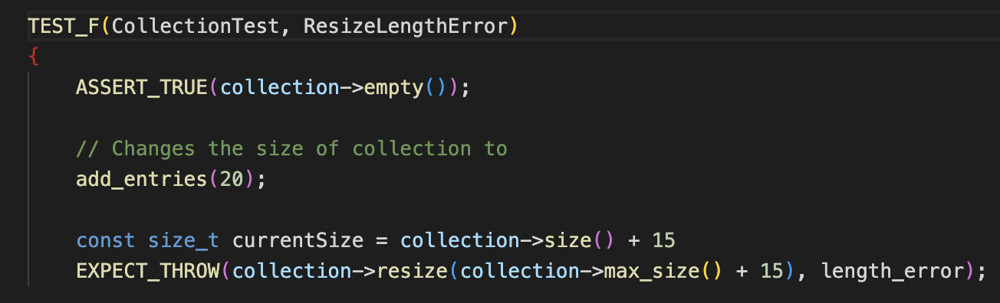 TEST_F(CollectionTest, ResizeLengthError)
{
ASSERT_TRUE(collection->empty());
// Changes the size of collection to
add_entries(20);
const size_t currentSize = collection->size() + 15
EXPECT_THROW(collection->resize(collection->max_size() + 15), length_error);